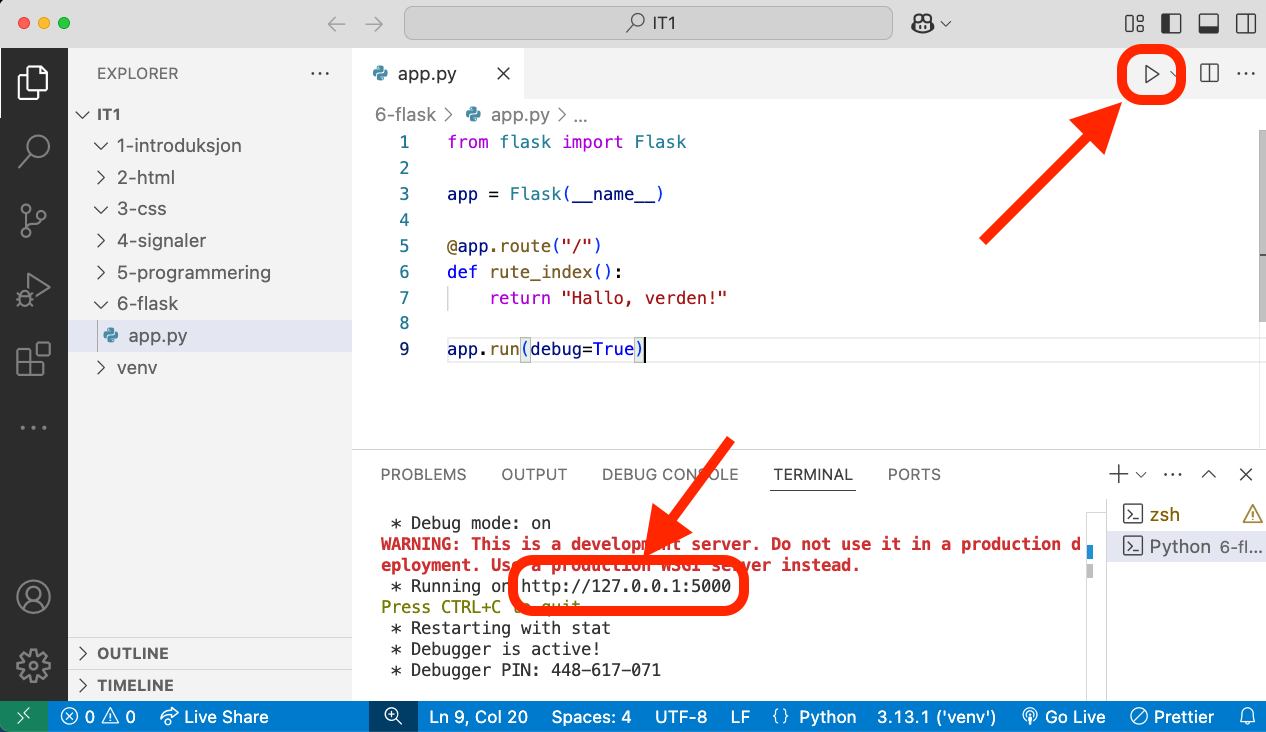 IT1
EXPLORER
IT1
1-introduksjon
2-html
3-css
4-signaler
5-programmering
6-flask
app.py
venv
OUTLINE
TIMELINE
app.py
6-flask > app.py > ...
1 from flask import Flask
2
3 app = Flask(__name__)
4
5 @app.route("/")
6 def rute_index():
7 return "Hallo, verden!"
8
9 app.run(debug=True)
PROBLEMS OUTPUT DEBUG CONSOLE TERMINAL PORTS
* Debug mode: on
WARNING: This is a development server. Do not use it in a production d
eployment. Use a production WSGI server instead.
* Running on http://127.0.0.1:5000
Press CTRL+C to quit
* Restarting with stat
* Debugger is active!
* Debugger PIN: 448-617-071
zsh
Python 6-fl...
0 0 Live Share Ln 9, Col 20 Spaces: 4 UTF-8 LF {} Python 3.13.1 ('venv') Go Live Prettier